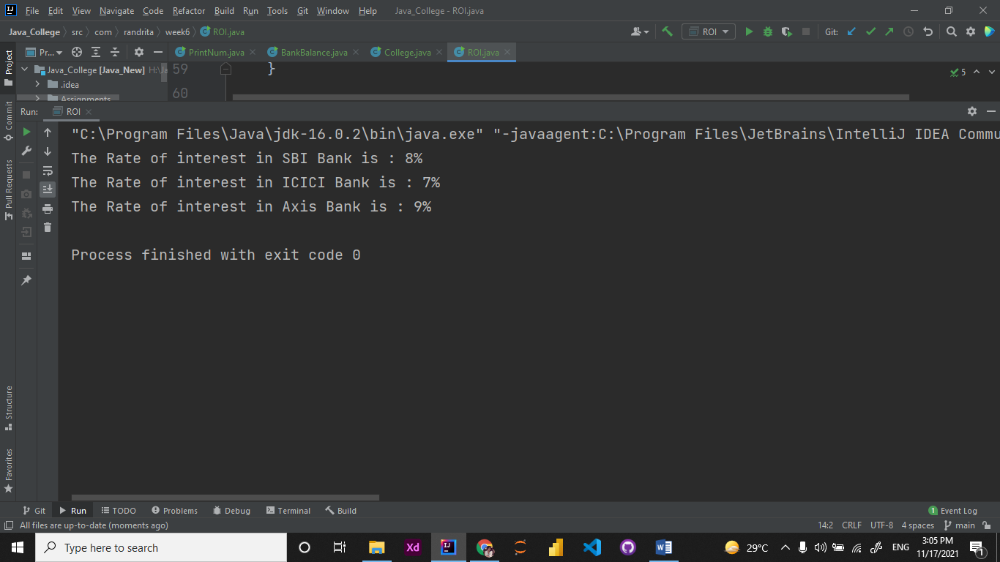 File Edit View Navigate Code Refactor Build Run Tools Git Window Help Java_College - ROI.java
Java_College src com randrita week6 ROI.java ROI Git:
Pr... PrintNum.java BankBalance.java College.java ROI.java
Project
Java_College [Java_New] H:\Ja
.idea
Assignments
59 }
60
5
Commit
Pull Requests
Structure
Favorites
Run: ROI
"C:\Program Files\Java\jdk-16.0.2\bin\java.exe" "-javaagent:C:\Program Files\JetBrains\IntelliJ IDEA Commu
The Rate of interest in SBI Bank is : 8%
The Rate of interest in ICICI Bank is : 7%
The Rate of interest in Axis Bank is : 9%
Process finished with exit code 0
Git Run TODO Problems Debug Terminal Build 1 Event Log
All files are up-to-date (moments ago) 14:2 CRLF UTF-8 4 spaces main
Type here to search Xd IJ W 29°C ENG 3:05 PM
11/17/2021 1